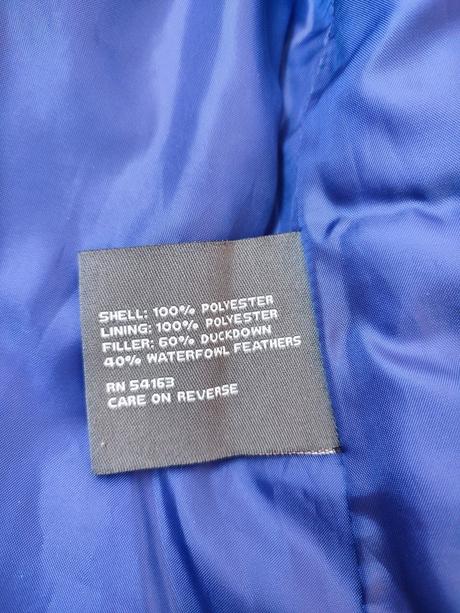 SHELL: 100% POLYESTER
LINING: 100% POLYESTER
FILLER: 60% DUCKDOWN
40% WATERFOWL FEATHERS
RN 54163
CARE ON REVERSE